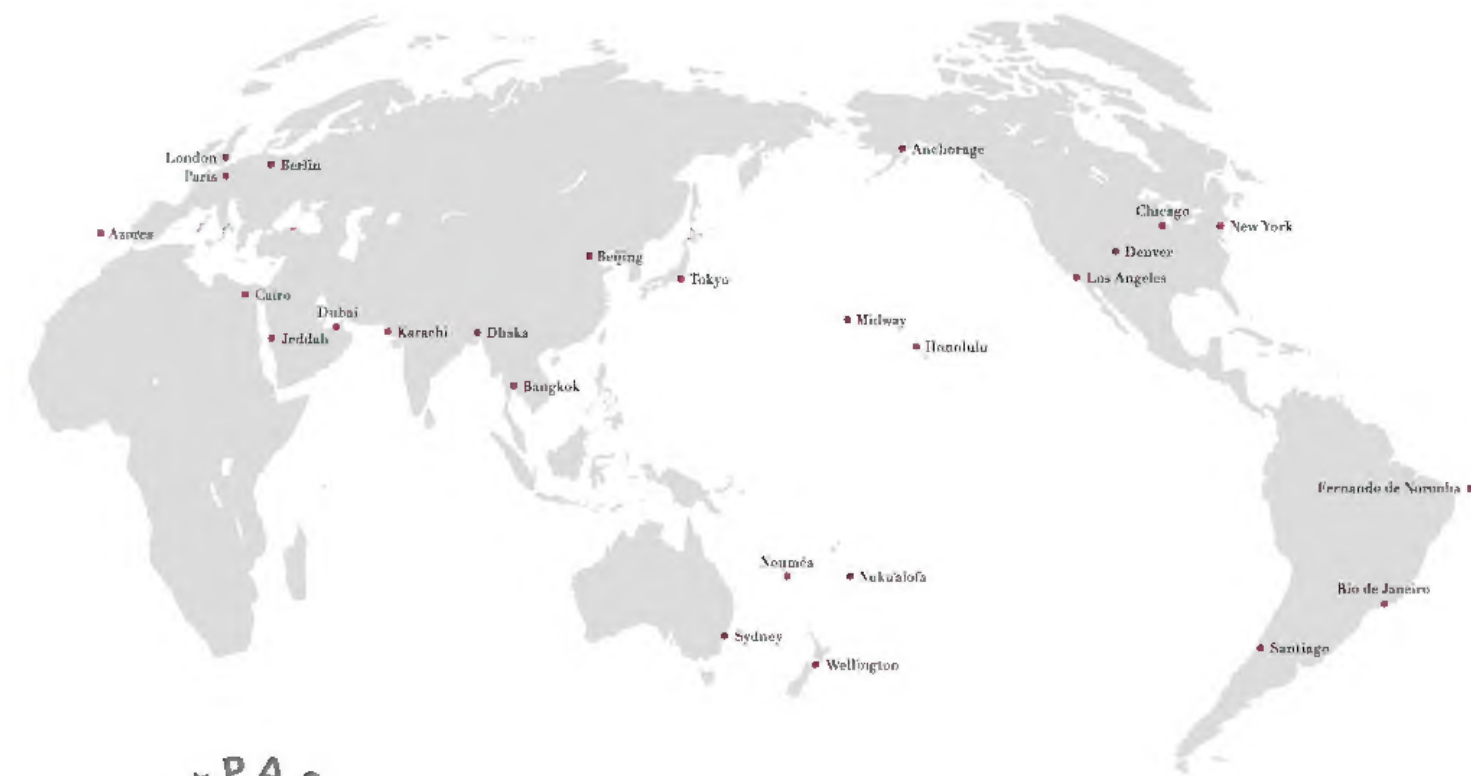 London
Paris
Berlin
Azores
Cairo
Dubai
Jeddah
Karachi
Dhaka
Bangkok
Beijing
Tokyo
Anchorage
Chicago
New York
Denver
Los Angeles
Midway
Honolulu
Fernando de Noronha
Nouméa
Nuku'alofa
Rio de Janeiro
Sydney
Wellington
Santiago